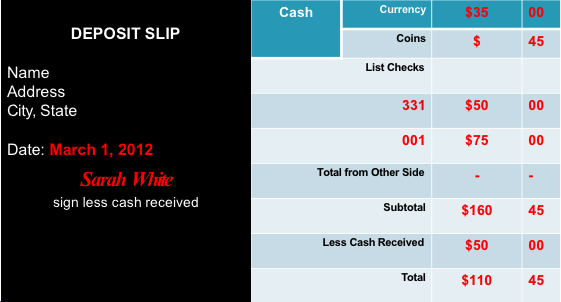 DEPOSIT SLIP
Name
Address
City, State
Date: March 1, 2012
Sarah White
sign less cash received
Cash Currency $35 00
Coins $ 45
List Checks
331 $50 00
001 $75 00
Total from Other Side - -
Subtotal $160 45
Less Cash Received $50 00
Total $110 45